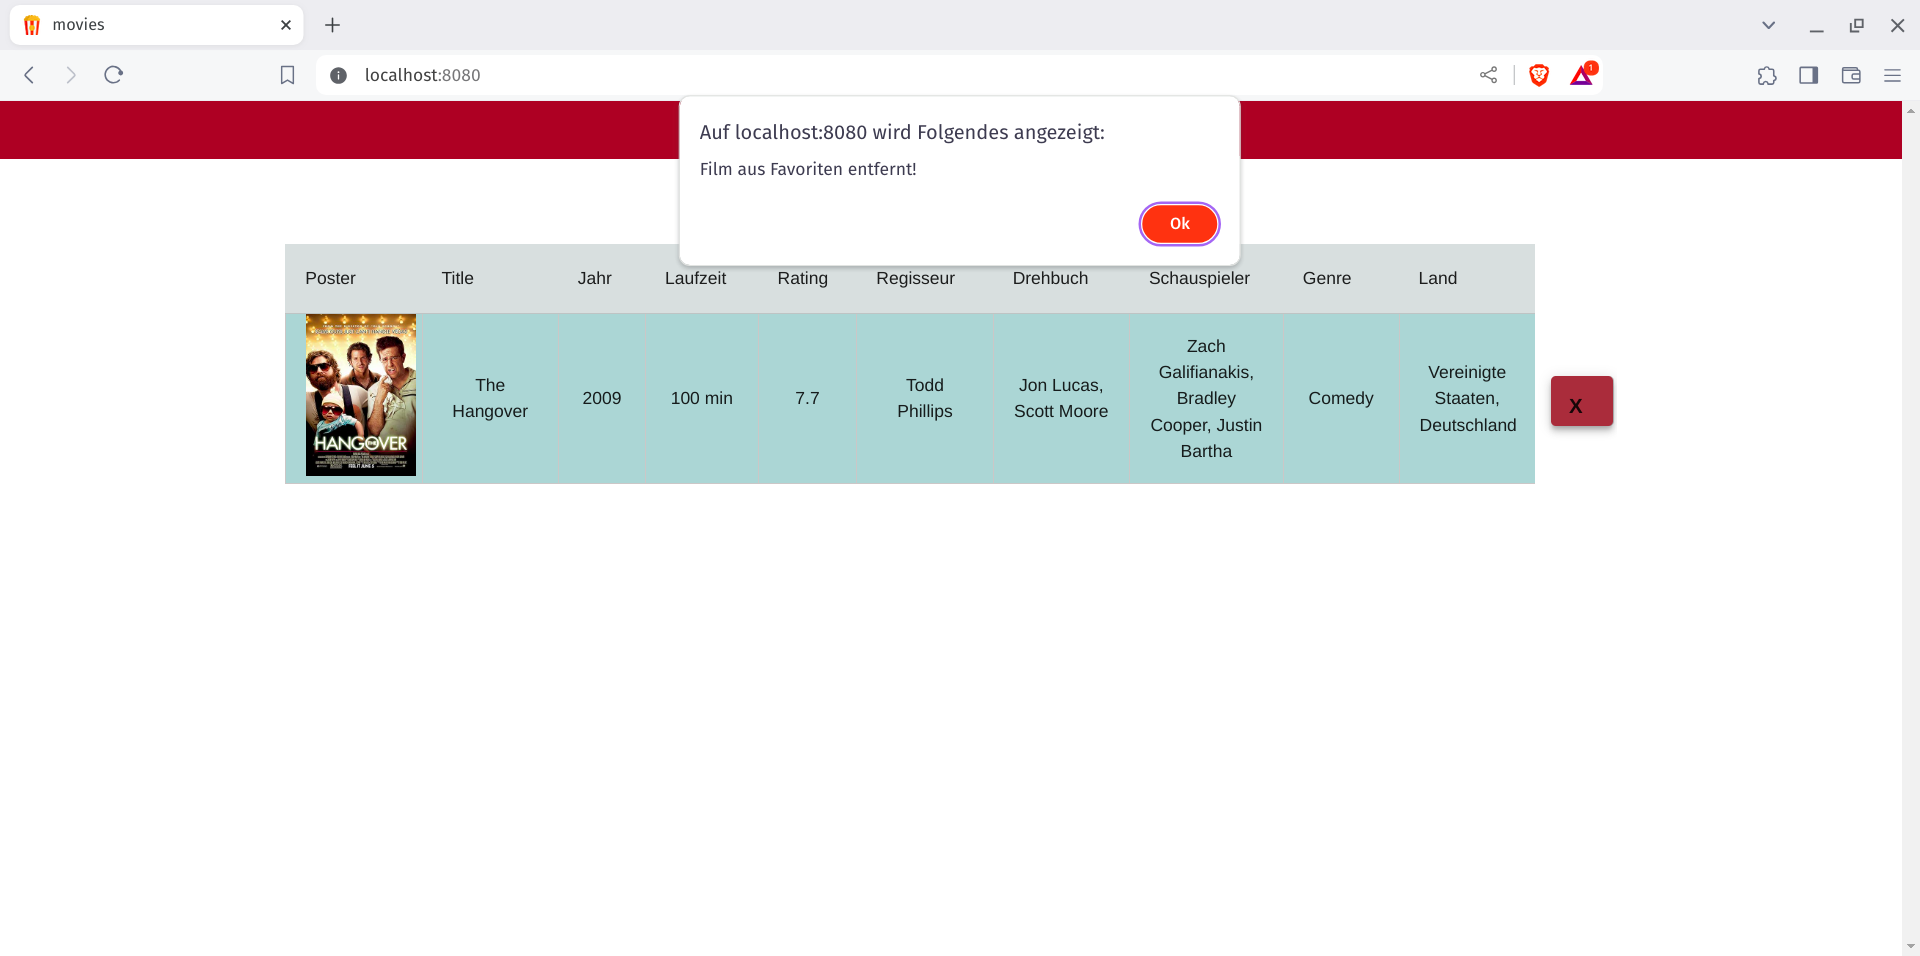 movies
localhost:8080
1
Auf localhost:8080 wird Folgendes angezeigt:
Film aus Favoriten entfernt!
Ok
Poster Title Jahr Laufzeit Rating Regisseur Drehbuch Schauspieler Genre Land
THE HANGOVER
The
Hangover
2009
100 min
7.7
Todd
Phillips
Jon Lucas,
Scott Moore
Zach
Galifianakis,
Bradley
Cooper, Justin
Bartha
Comedy
Vereinigte
Staaten,
Deutschland
X